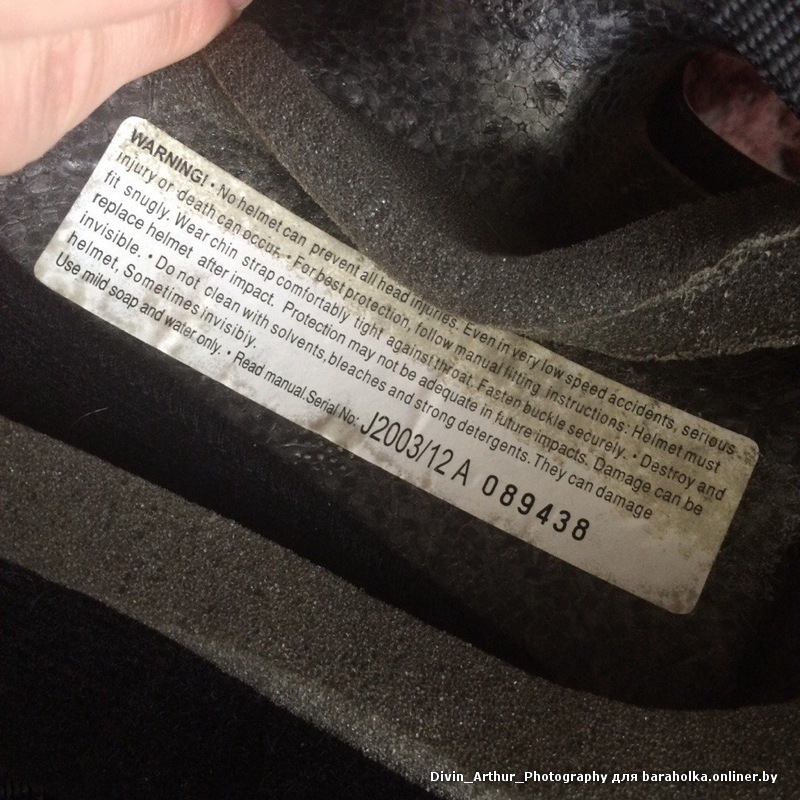 WARNING! • No helmet can prevent all head injuries. Even in very low speed accidents, serious
injury or death can occur. • For best protection, follow manual fitting instructions: Helmet must
fit snugly. Wear chin strap comfortably tight against throat. Fasten buckle securely. • Destroy and
replace helmet after impact. Protection may not be adequate in future impacts. Damage can be
invisible. • Do not clean with solvents, bleaches and strong detergents. They can damage
helmet, Sometimes invisibiy.
Use mild soap and water only. • Read manual.Serial No: J2003/12 A 089438
Divin_Arthur_Photography для baraholka.onliner.by